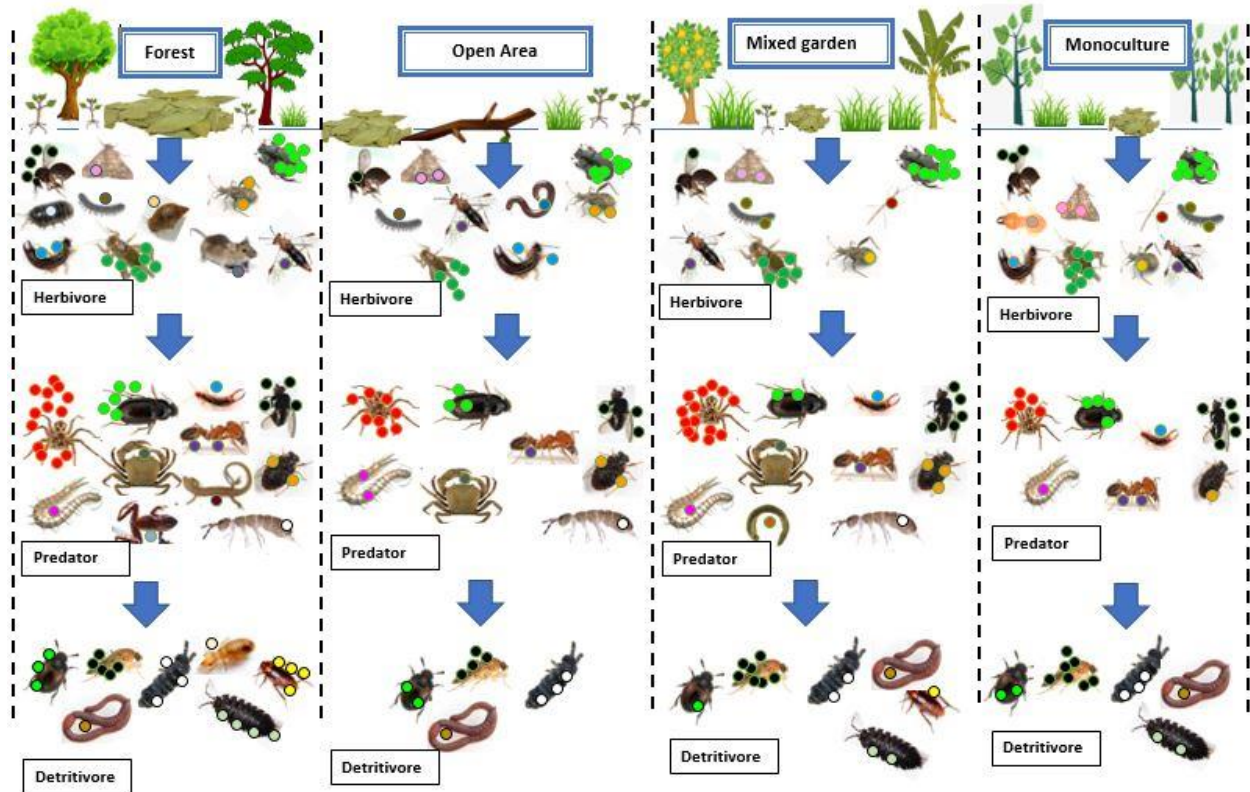 Forest
Open Area
Mixed garden
Monoculture
Herbivore
Herbivore
Herbivore
Herbivore
Predator
Predator
Predator
Predator
Detritivore
Detritivore
Detritivore
Detritivore